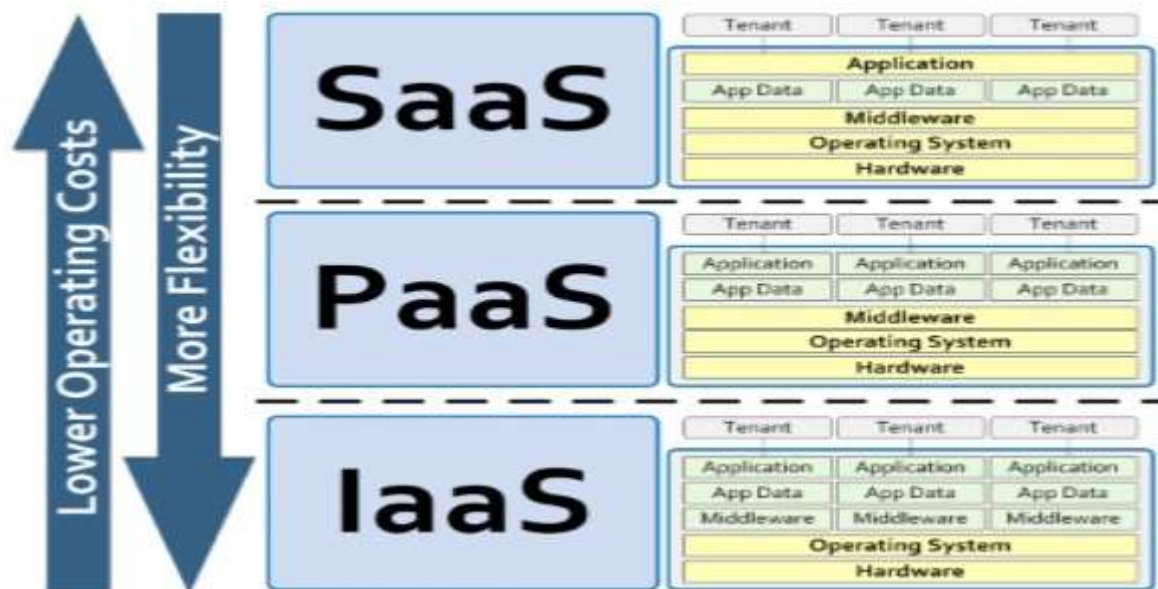 Lower Operating Costs
More Flexibility
SaaS
Tenant Tenant Tenant
Application
App Data App Data App Data
Middleware
Operating System
Hardware
PaaS
Tenant Tenant Tenant
Application Application Application
App Data App Data App Data
Middleware
Operating System
Hardware
IaaS
Tenant Tenant Tenant
Application Application Application
App Data App Data App Data
Middleware Middleware Middleware
Operating System
Hardware